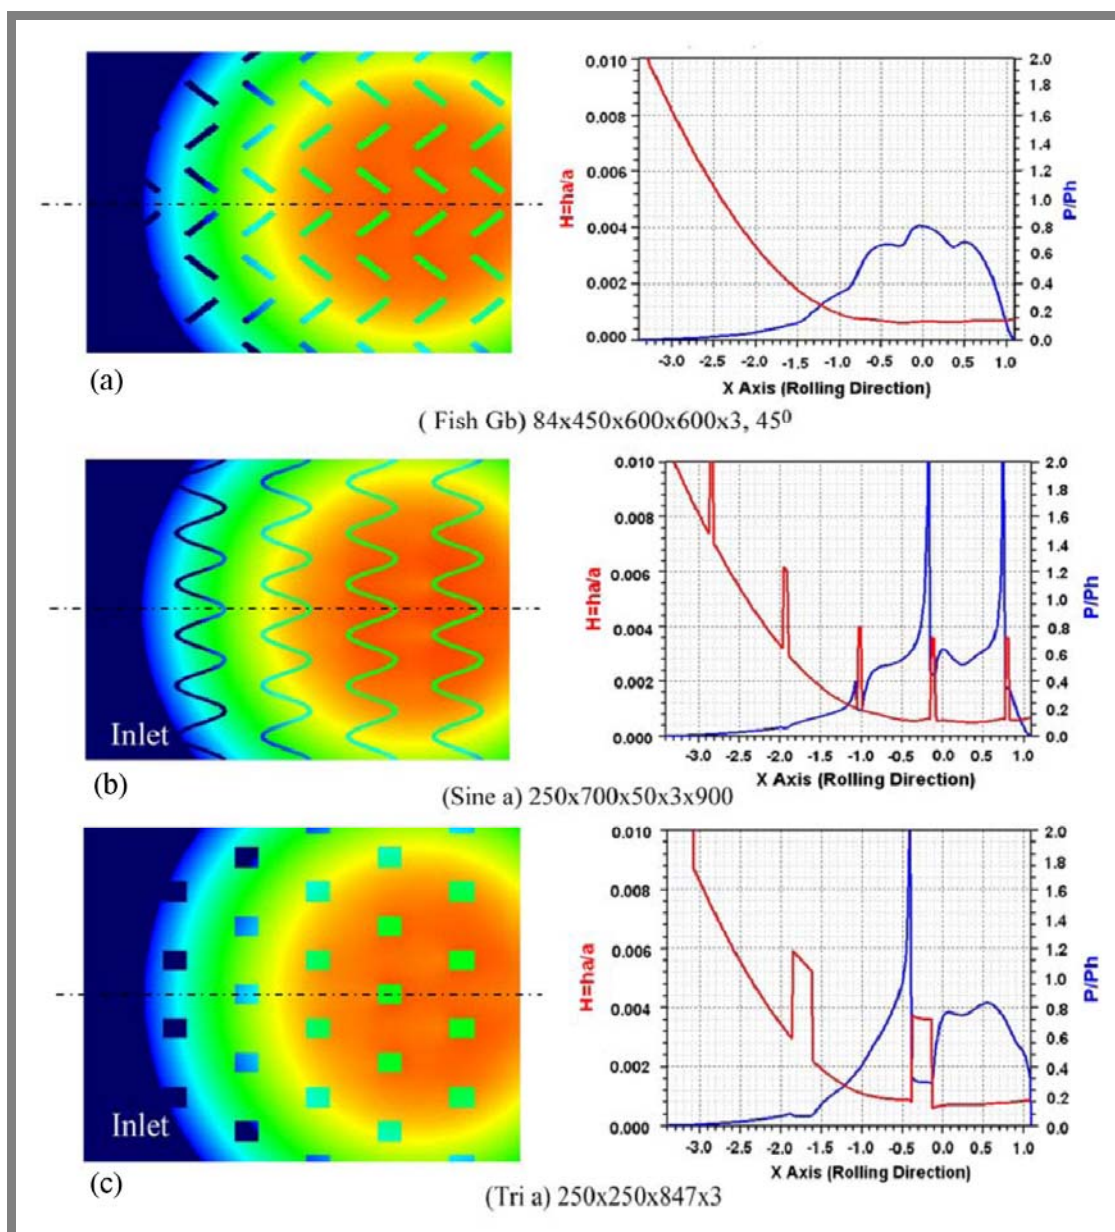 0.010
0.008
0.006
0.004
0.002
0.000
H=ha/a
2.0
1.8
1.6
1.4
1.2
1.0
0.8
0.6
0.4
0.2
0.0
P/Ph
-3.0 -2.5 -2.0 -1.5 -1.0 -0.5 0.0 0.5 1.0
X Axis (Rolling Direction)
(a)
( Fish Gb) 84x450x600x600x3, 45⁰
Inlet
0.010
0.008
0.006
0.004
0.002
0.000
H=ha/a
2.0
1.8
1.6
1.4
1.2
1.0
0.8
0.6
0.4
0.2
0.0
P/Ph
-3.0 -2.5 -2.0 -1.5 -1.0 -0.5 0.0 0.5 1.0
X Axis (Rolling Direction)
(b)
(Sine a) 250x700x50x3x900
Inlet
0.010
0.008
0.006
0.004
0.002
0.000
H=ha/a
2.0
1.8
1.6
1.4
1.2
1.0
0.8
0.6
0.4
0.2
0.0
P/Ph
-3.0 -2.5 -2.0 -1.5 -1.0 -0.5 0.0 0.5 1.0
X Axis (Rolling Direction)
(c)
(Tri a) 250x250x847x3